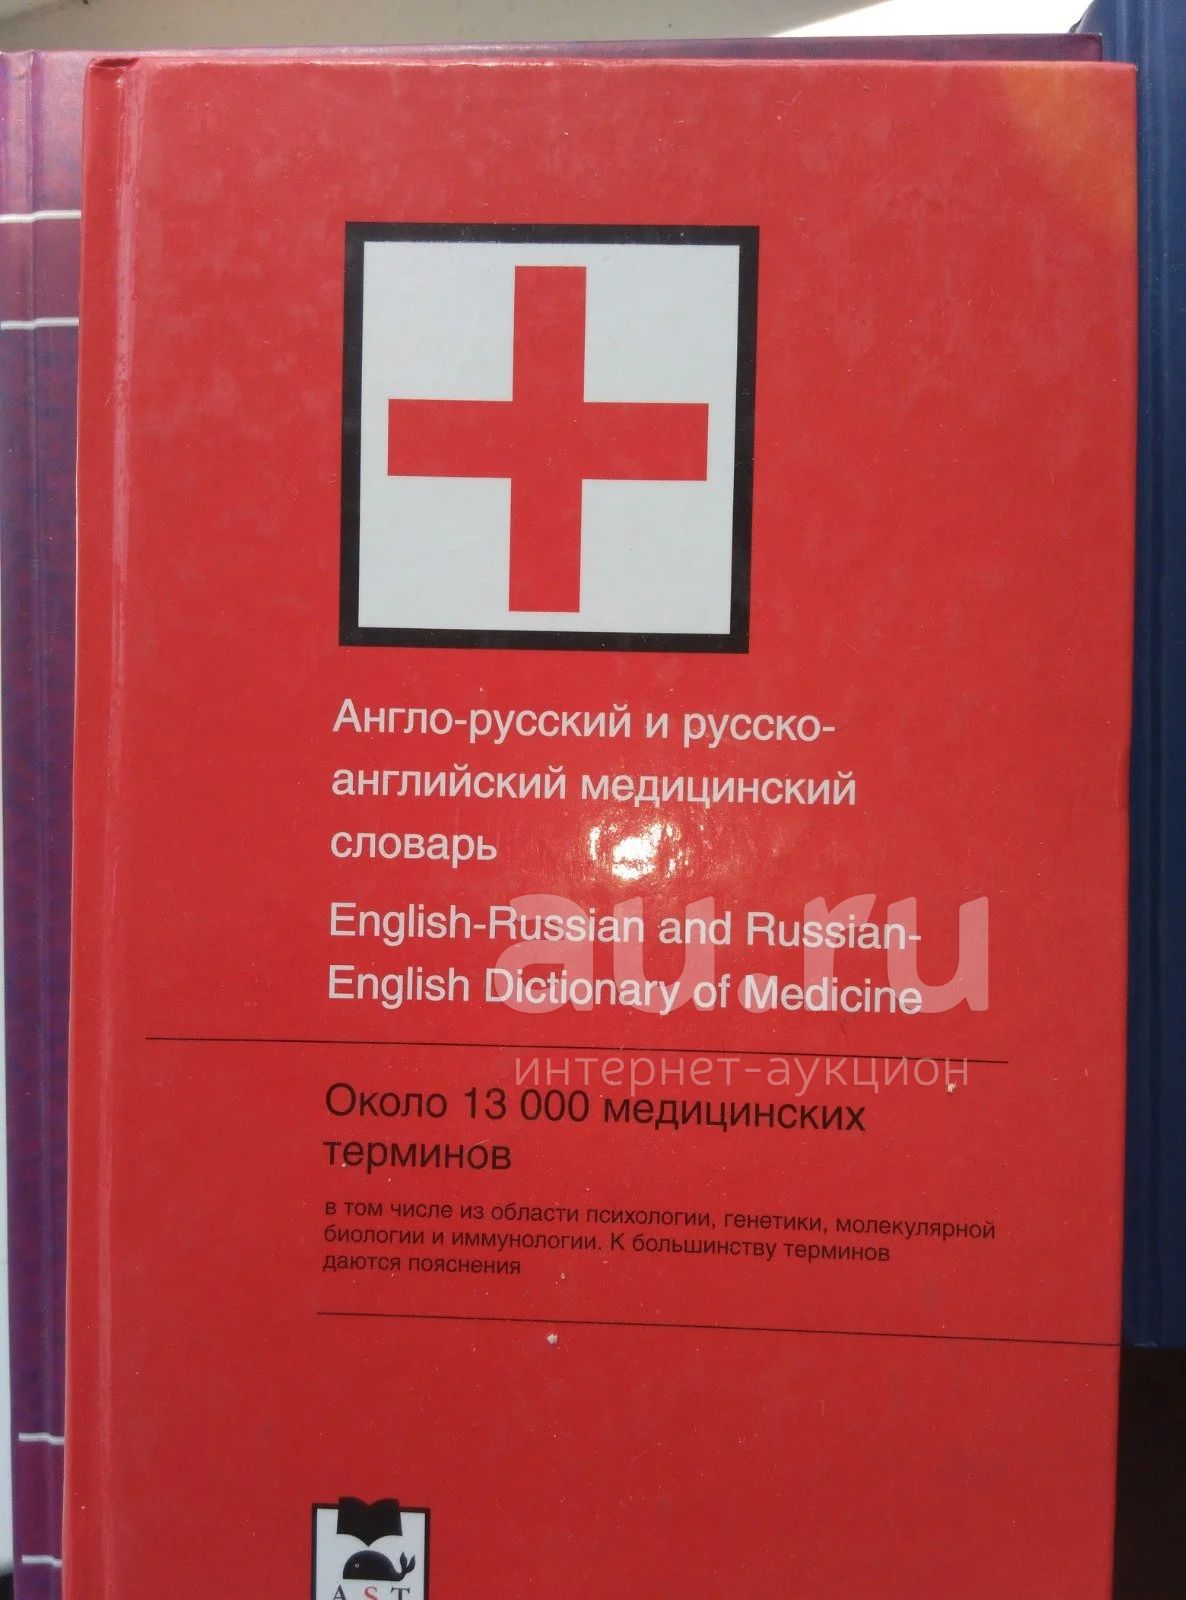 Англо-русский и русско-
английский медицинский
словарь
English-Russian and Russian-
English Dictionary of Medicine
au.ru
интернет-аукцион
Около 13 000 медицинских
терминов
в том числе из области психологии, генетики, молекулярной
биологии и иммунологии. К большинству терминов
даются пояснения
AST